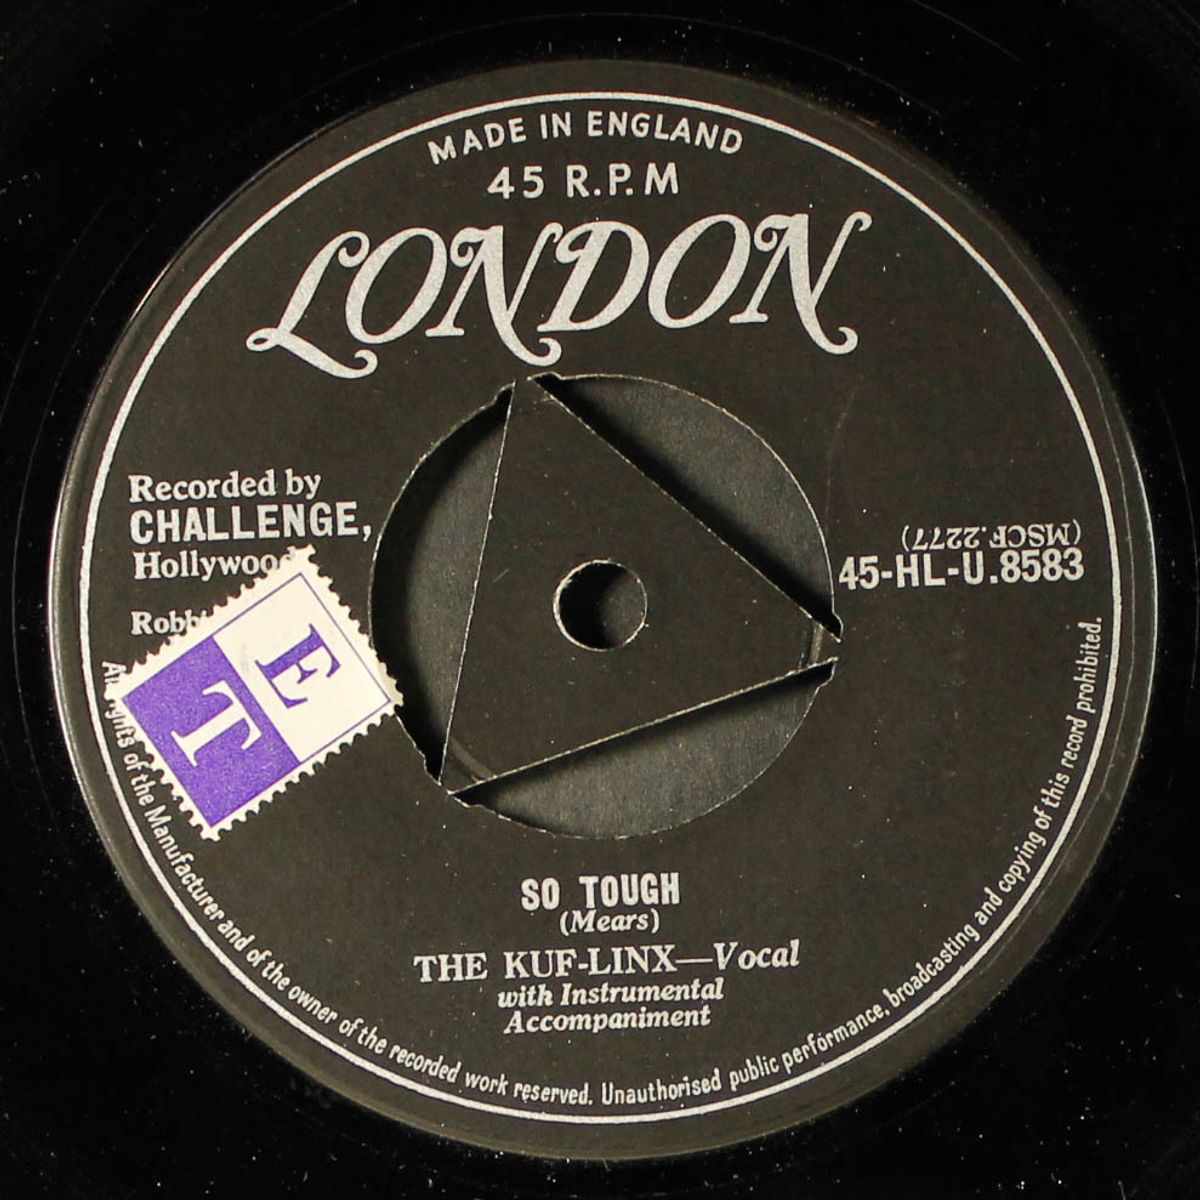 MADE IN ENGLAND
45 R.P.M
LONDON
Recorded by
CHALLENGE,
Hollywood
(MSCF.2277)
45-HL-U.8583
E
T
SO TOUGH
(Mears)
THE KUF-LINX—Vocal
with Instrumental
Accompaniment
All rights of the Manufacturer and of the owner of the recorded work reserved. Unauthorised public performance, broadcasting and copying of this record prohibited.